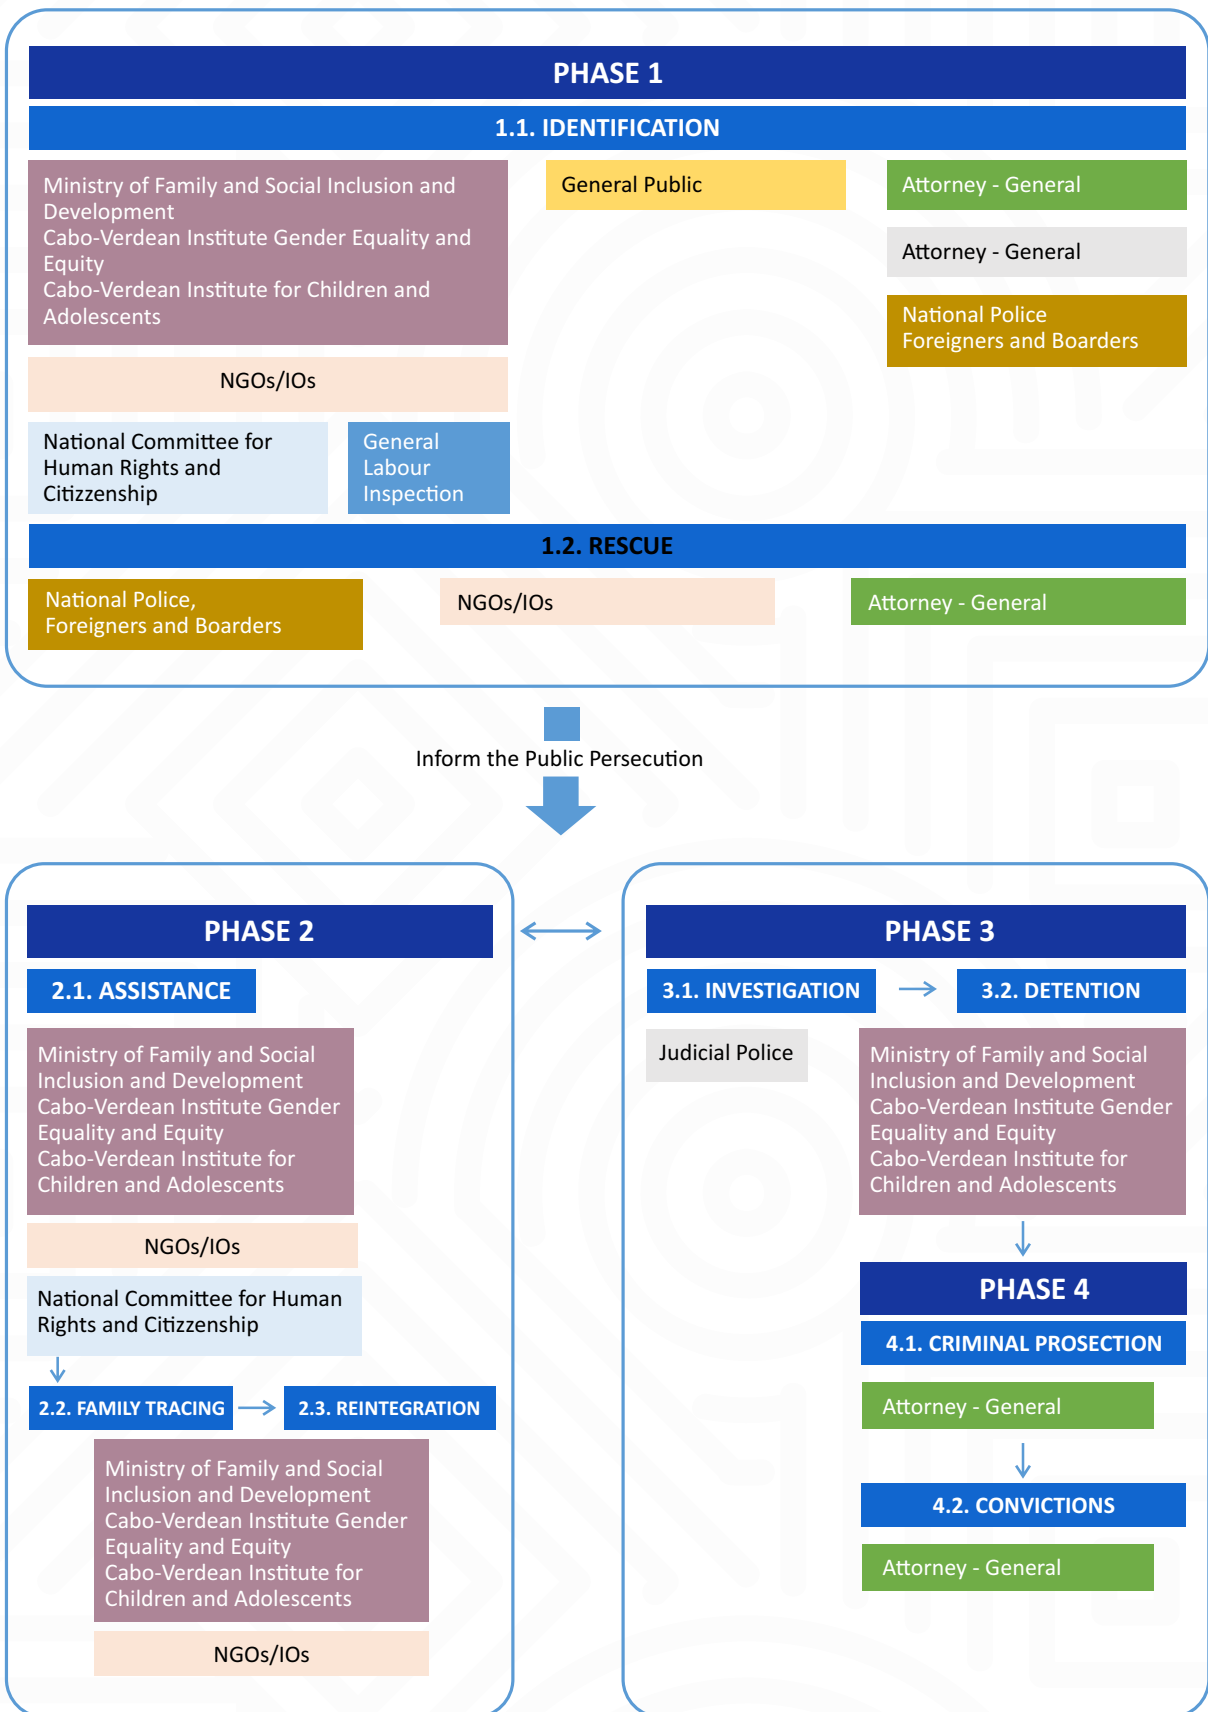 PHASE 1
1.1. IDENTIFICATION
Ministry of Family and Social Inclusion and
Development
Cabo-Verdean Institute Gender Equality and
Equity
Cabo-Verdean Institute for Children and
Adolescents
General Public
Attorney - General
Attorney - General
National Police
Foreigners and Boarders
NGOs/IOs
National Committee for
Human Rights and
Citizzenship
General
Labour
Inspection
1.2. RESCUE
National Police,
Foreigners and Boarders
NGOs/IOs
Attorney - General
Inform the Public Persecution
PHASE 2
2.1. ASSISTANCE
Ministry of Family and Social
Inclusion and Development
Cabo-Verdean Institute Gender
Equality and Equity
Cabo-Verdean Institute for
Children and Adolescents
NGOs/IOs
National Committee for Human
Rights and Citizzenship
2.2. FAMILY TRACING
2.3. REINTEGRATION
Ministry of Family and Social
Inclusion and Development
Cabo-Verdean Institute Gender
Equality and Equity
Cabo-Verdean Institute for
Children and Adolescents
NGOs/IOs
PHASE 3
3.1. INVESTIGATION
3.2. DETENTION
Judicial Police
Ministry of Family and Social
Inclusion and Development
Cabo-Verdean Institute Gender
Equality and Equity
Cabo-Verdean Institute for
Children and Adolescents
PHASE 4
4.1. CRIMINAL PROSECTION
Attorney - General
4.2. CONVICTIONS
Attorney - General